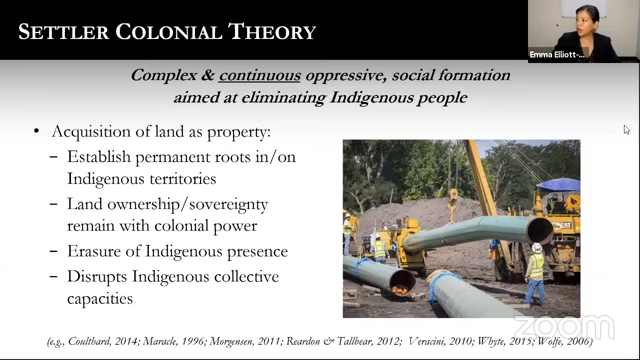 SETTLER COLONIAL THEORY
Emma Elliott-...
Complex & continuous oppressive, social formation
aimed at eliminating Indigenous people
• Acquisition of land as property:
– Establish permanent roots in/on
Indigenous territories
– Land ownership/sovereignty
remain with colonial power
– Erasure of Indigenous presence
– Disrupts Indigenous collective
capacities
(e.g., Coulthard, 2014; Maracle, 1996; Morgensen, 2011; Reardon & Tallbear, 2012; Veracini, 2010; Whyte, 2015; Wolfe, 2006)
zoom